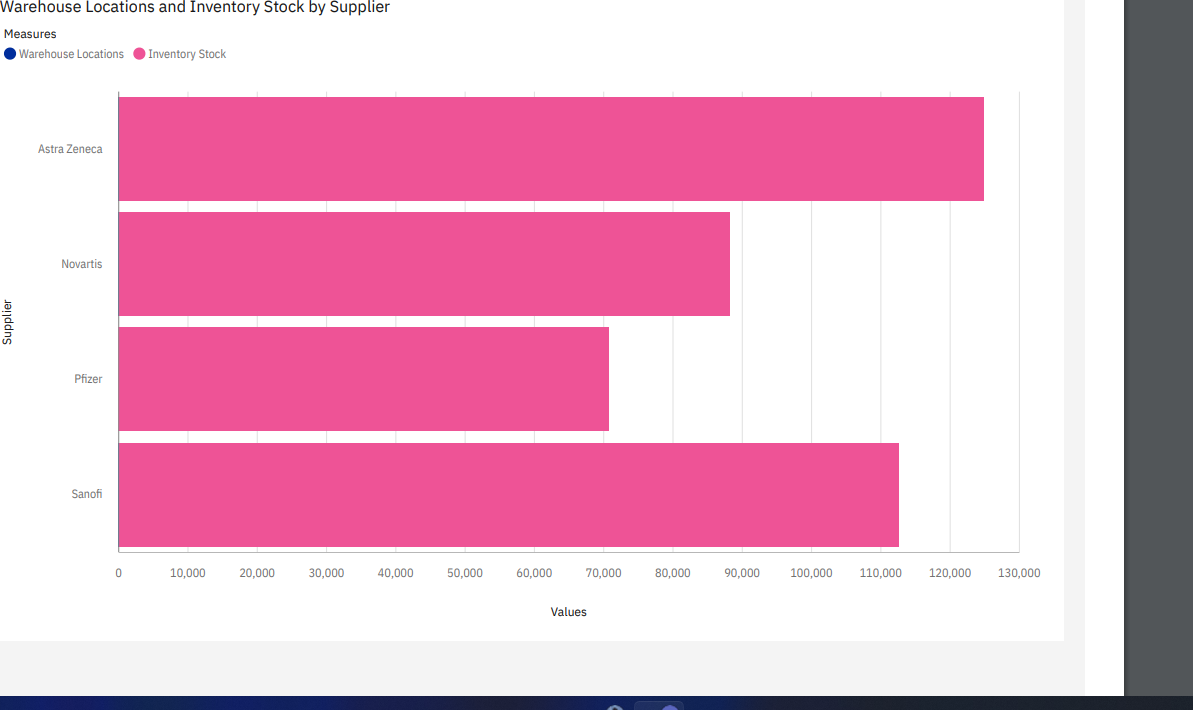 Warehouse Locations and Inventory Stock by Supplier
Measures
Warehouse Locations Inventory Stock
Astra Zeneca
Novartis
Supplier
Pfizer
Sanofi
0 10,000 20,000 30,000 40,000 50,000 60,000 70,000 80,000 90,000 100,000 110,000 120,000 130,000
Values